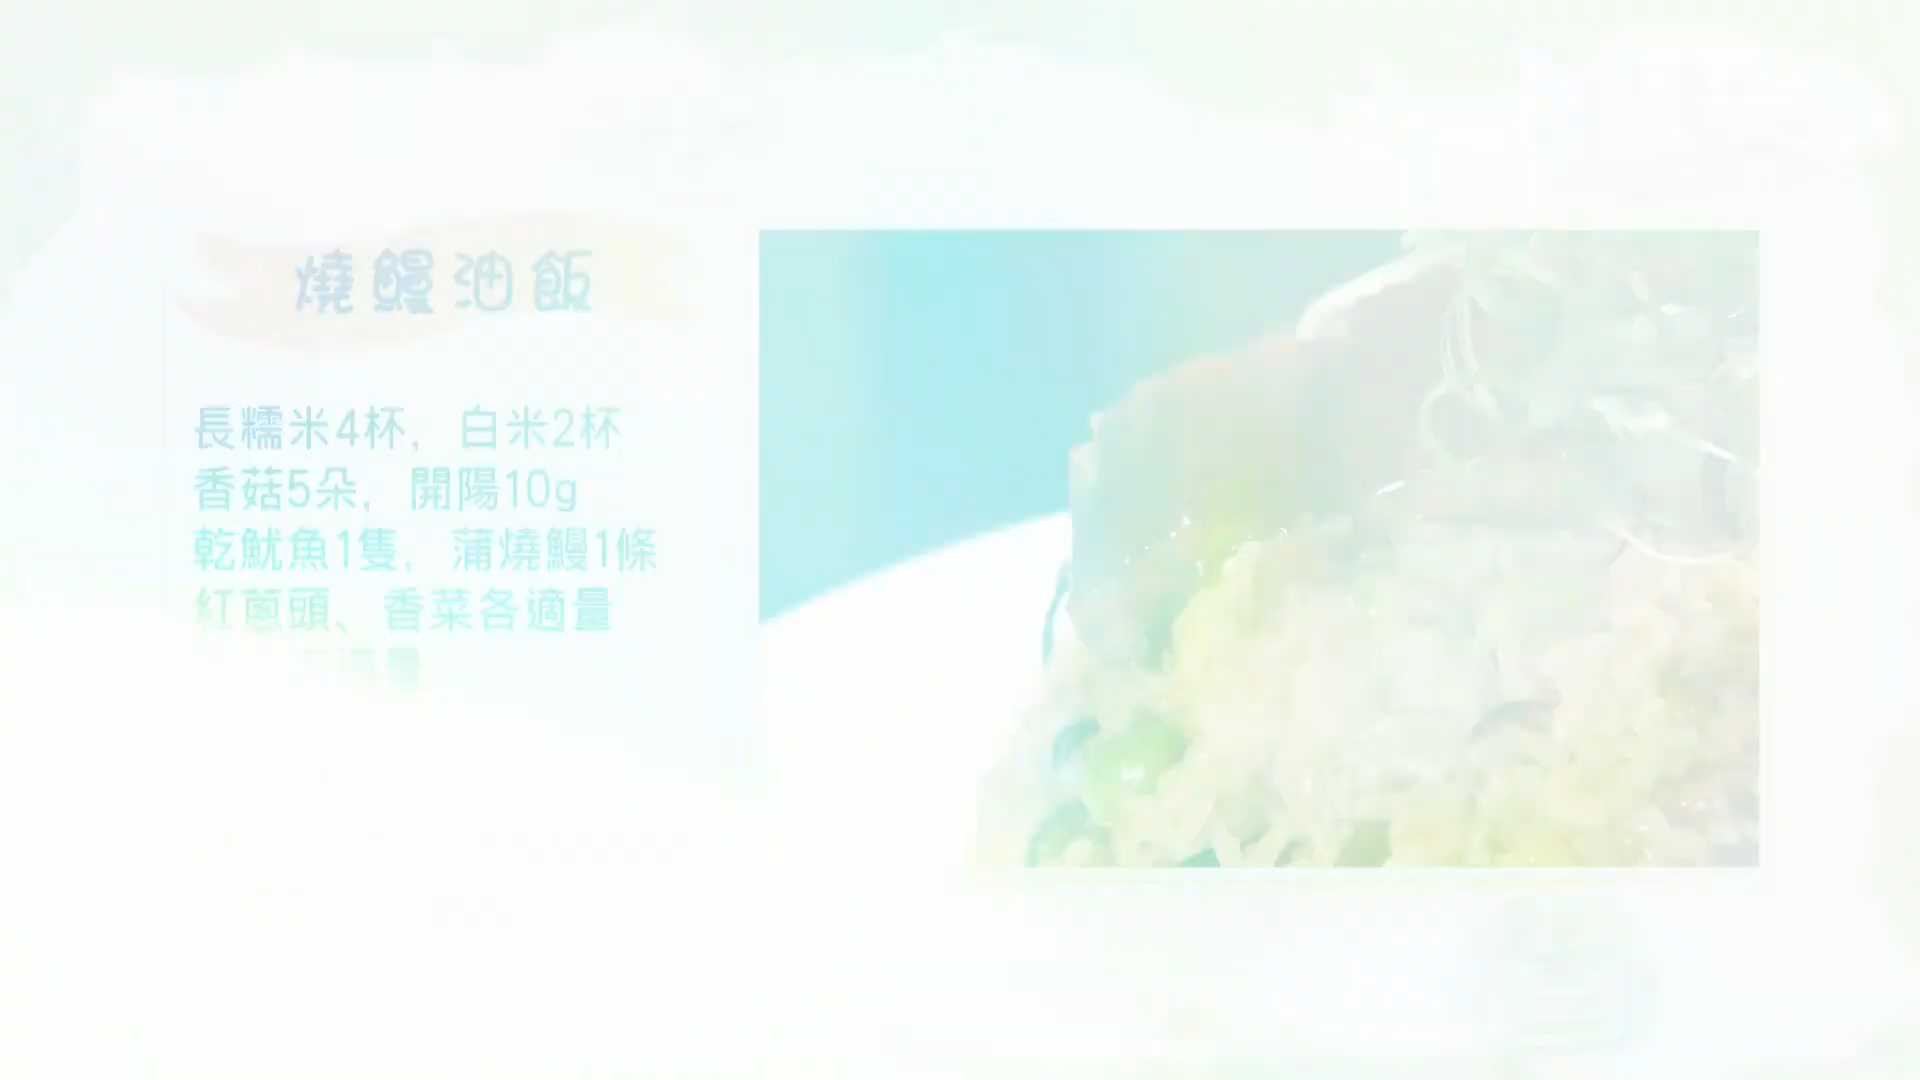 燒鰻油飯
長糯米4杯，白米2杯
香菇5朵，開陽10g
乾魷魚1隻，蒲燒鰻1條
紅蔥頭、香菜各適量
適量